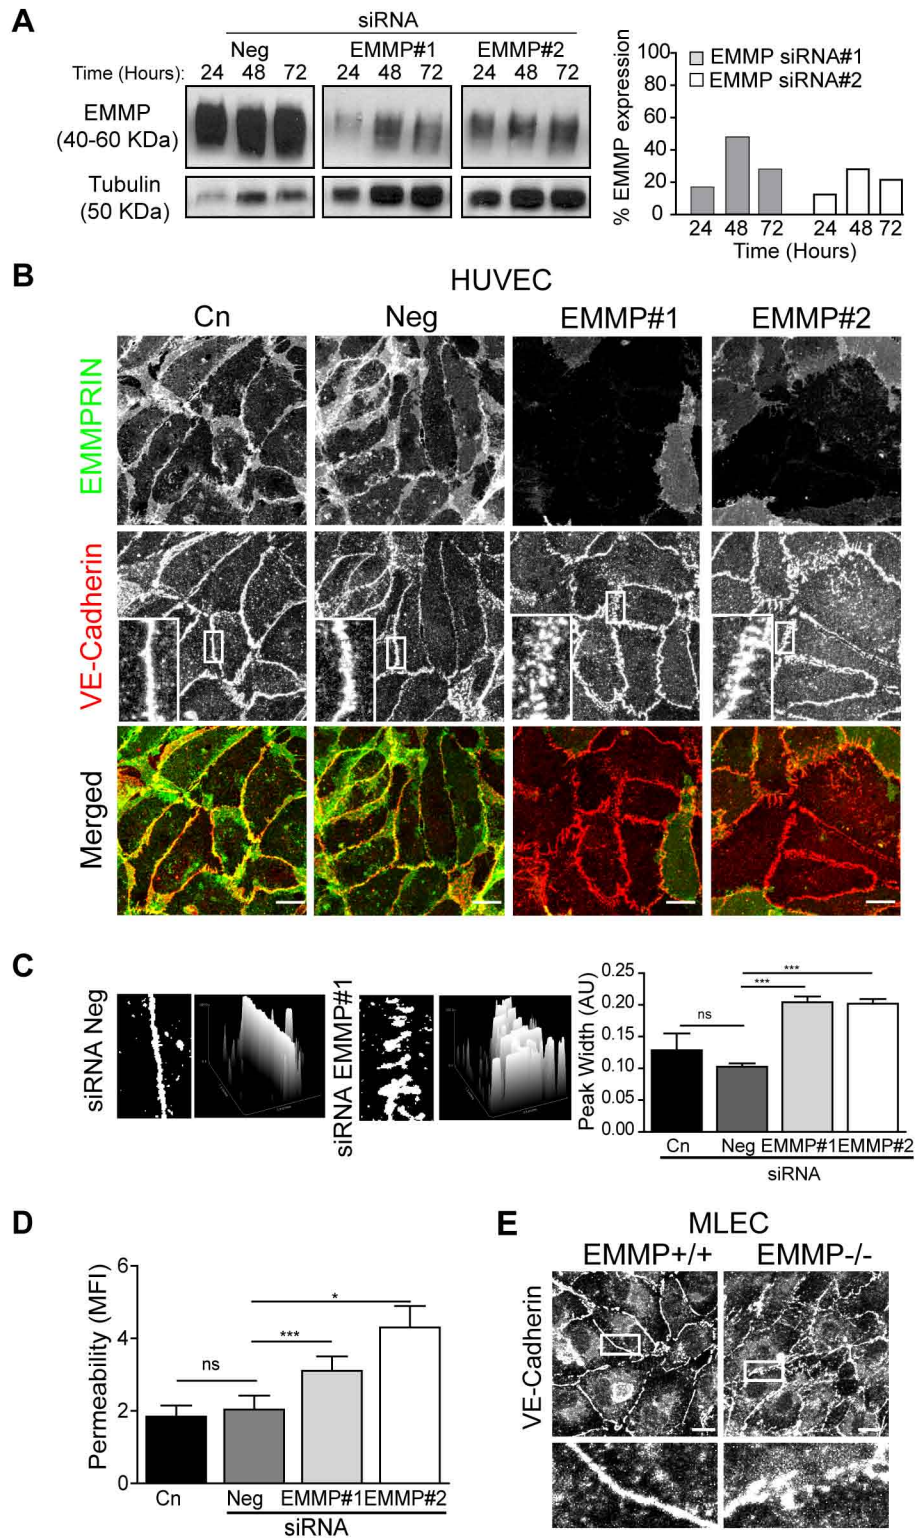 A
siRNA
Neg EMMP#1 EMMP#2
Time (Hours): 24 48 72 24 48 72 24 48 72
EMMP
(40-60 KDa)
Tubulin
(50 KDa)
% EMMP expression
100
80
60
40
20
0
EMMP siRNA#1
EMMP siRNA#2
24 48 72 24 48 72
Time (Hours)
B
HUVEC
Cn Neg EMMP#1 EMMP#2
EMMPRIN
VE-Cadherin
Merged
C
siRNA Neg
siRNA EMMP#1
Peak Width (AU)
0.25
0.20
0.15
0.10
0.05
0.00
ns
***
***
Cn Neg EMMP#1 EMMP#2
siRNA
D
Permeability (MFI)
6
4
2
0
ns
***
*
Cn Neg EMMP#1 EMMP#2
siRNA
E
MLEC
EMMP+/+ EMMP-/-
VE-Cadherin